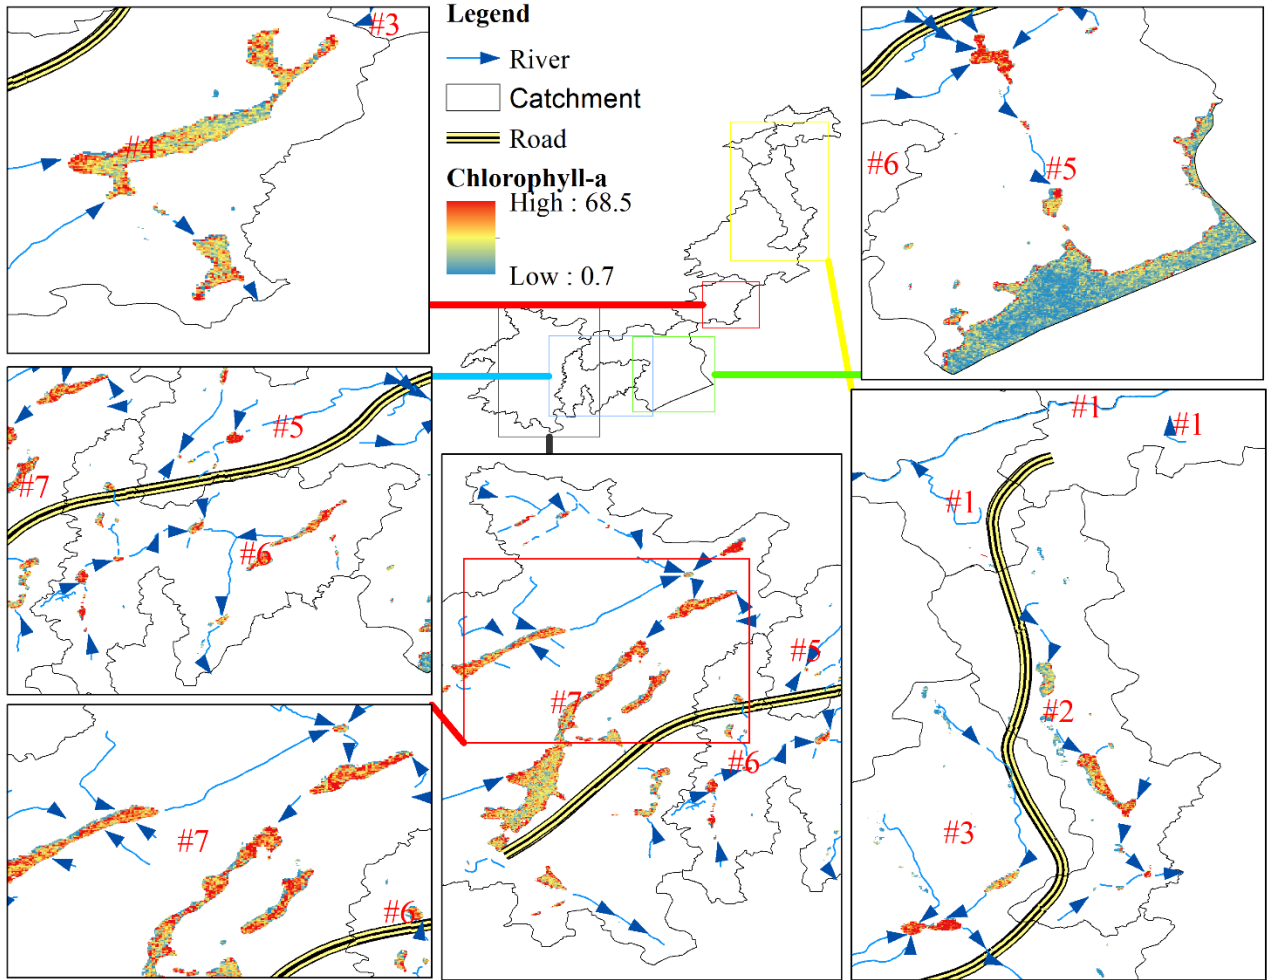 Legend
River
Catchment
Road
Chlorophyll-a
High : 68.5
Low : 0.7
#3
#4
#6
#5
#5
#7
#6
#7
#6
#5
#7
#6
#1
#1
#1
#2
#3